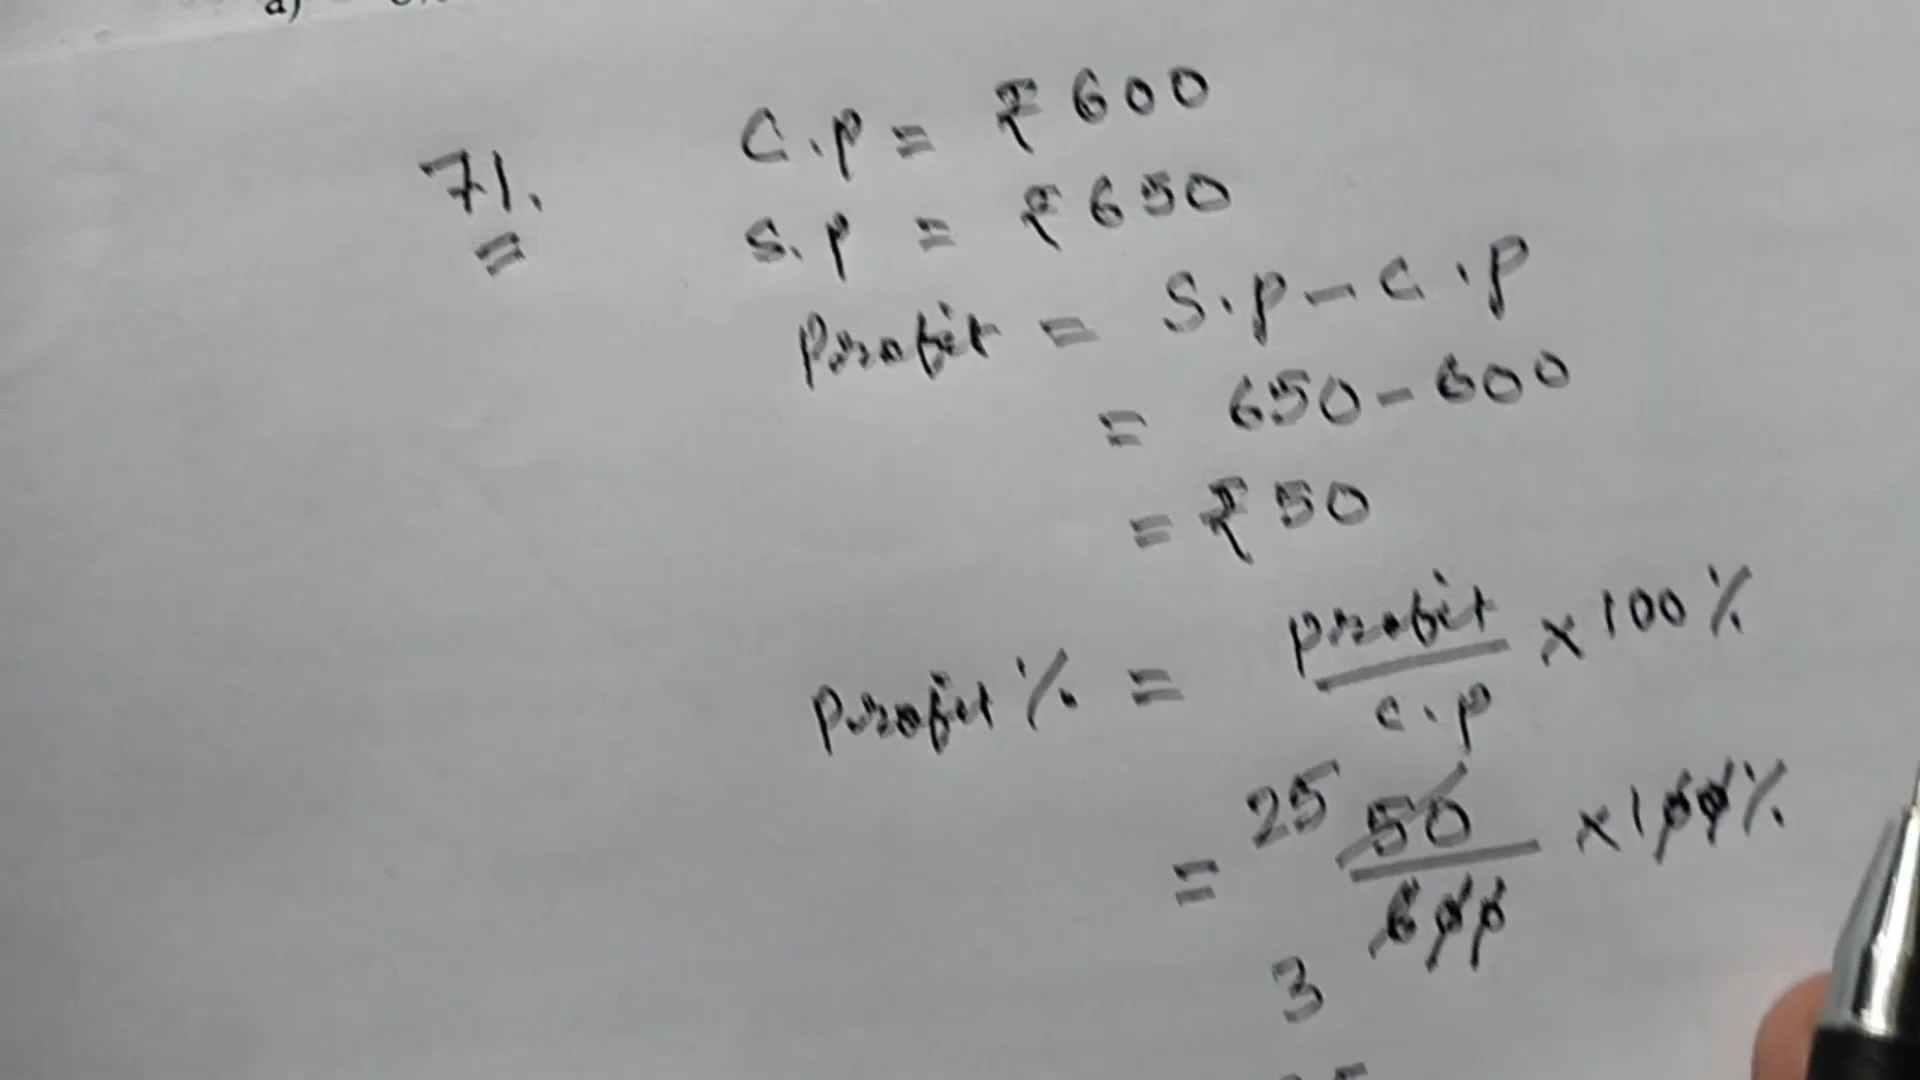 a)
71.
C.P = ₹ 600
S.P = ₹ 650
Profit = S.P - C.P
= 650 - 600
= ₹ 50
Profit % = profit / C.P × 100 %
= 25 50 / 600 × 100 %
3